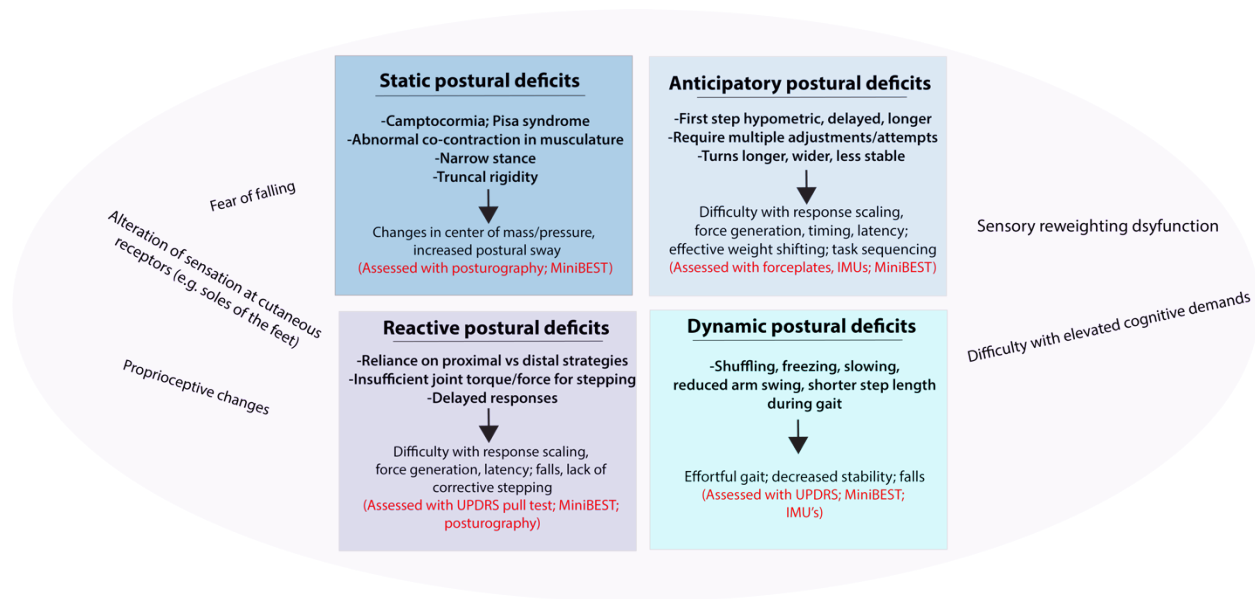 Static postural deficits
-Camptocormia; Pisa syndrome
-Abnormal co-contraction in musculature
-Narrow stance
-Truncal rigidity
Changes in center of mass/pressure,
increased postural sway
(Assessed with posturography; MiniBEST)
Anticipatory postural deficits
-First step hypometric, delayed, longer
-Require multiple adjustments/attempts
-Turns longer, wider, less stable
Difficulty with response scaling,
force generation, timing, latency;
effective weight shifting; task sequencing
(Assessed with forceplates, IMUs; MiniBEST)
Fear of falling
Alteration of sensation at cutaneous
receptors (e.g. soles of the feet)
Proprioceptive changes
Sensory reweighting dsyfunction
Difficulty with elevated cognitive demands
Reactive postural deficits
-Reliance on proximal vs distal strategies
-Insufficient joint torque/force for stepping
-Delayed responses
Difficulty with response scaling,
force generation, latency; falls, lack of
corrective stepping
(Assessed with UPDRS pull test; MiniBEST;
posturography)
Dynamic postural deficits
-Shuffling, freezing, slowing,
reduced arm swing, shorter step length
during gait
Effortful gait; decreased stability; falls
(Assessed with UPDRS; MiniBEST;
IMU's)